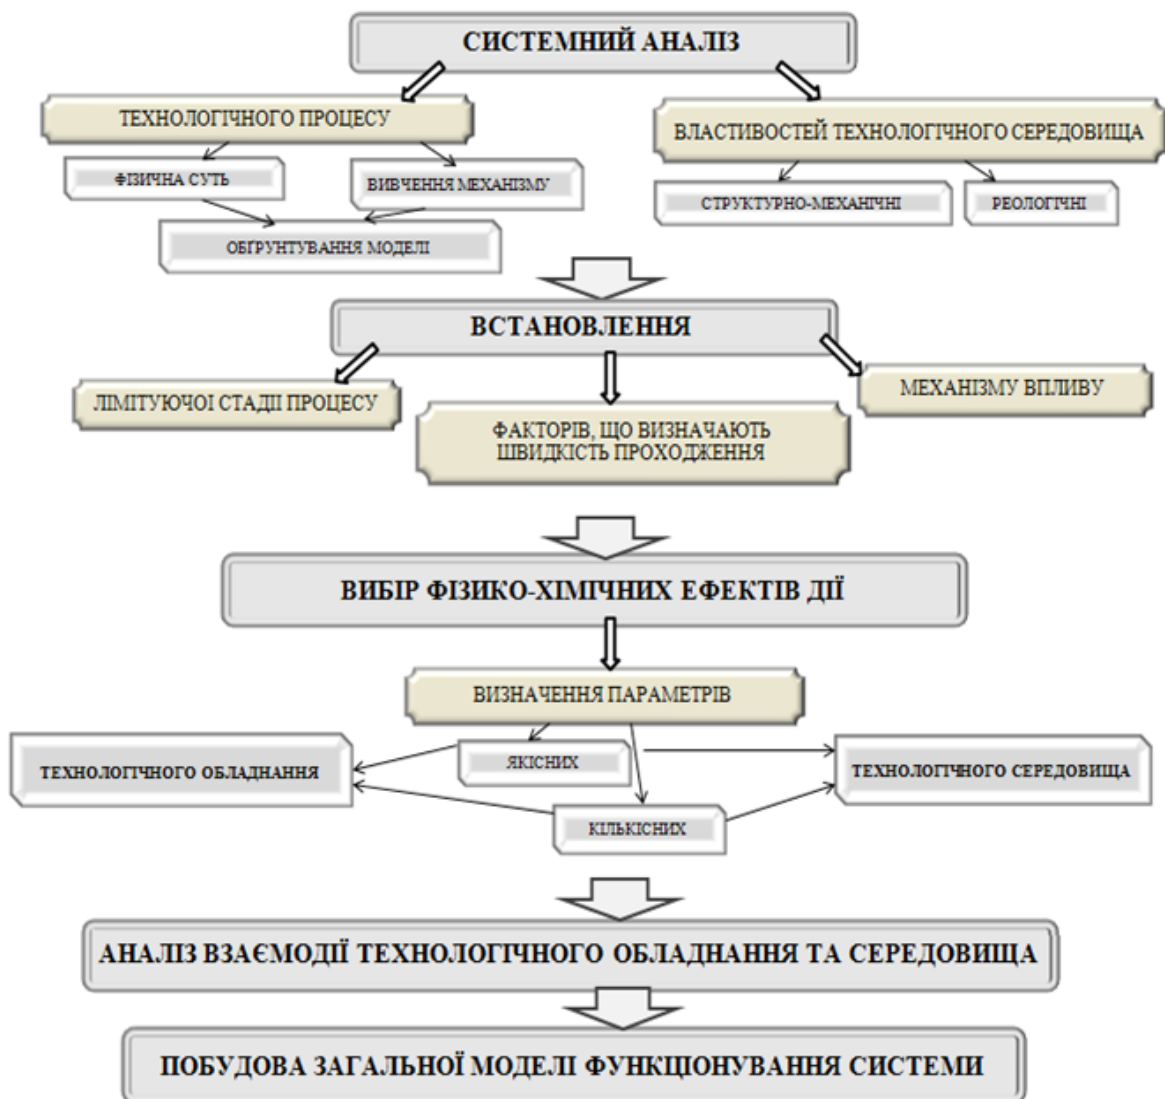 СИСТЕМНИЙ АНАЛІЗ
ТЕХНОЛОГІЧНОГО ПРОЦЕСУ
ВЛАСТИВОСТЕЙ ТЕХНОЛОГІЧНОГО СЕРЕДОВИЩА
ФІЗИЧНА СУТЬ
ВИВЧЕННЯ МЕХАНІЗМУ
СТРУКТУРНО-МЕХАНІЧНІ
РЕОЛОГІЧНІ
ОБҐРУНТУВАННЯ МОДЕЛІ
ВСТАНОВЛЕННЯ
ЛІМІТУЮЧОЇ СТАДІЇ ПРОЦЕСУ
ФАКТОРІВ, ЩО ВИЗНАЧАЮТЬ
ШВИДКІСТЬ ПРОХОДЖЕННЯ
МЕХАНІЗМУ ВПЛИВУ
ВИБІР ФІЗИКО-ХІМІЧНИХ ЕФЕКТІВ ДІЇ
ВИЗНАЧЕННЯ ПАРАМЕТРІВ
ТЕХНОЛОГІЧНОГО ОБЛАДНАННЯ
ЯКІСНИХ
ТЕХНОЛОГІЧНОГО СЕРЕДОВИЩА
КІЛЬКІСНИХ
АНАЛІЗ ВЗАЄМОДІЇ ТЕХНОЛОГІЧНОГО ОБЛАДНАННЯ ТА СЕРЕДОВИЩА
ПОБУДОВА ЗАГАЛЬНОЇ МОДЕЛІ ФУНКЦІОНУВАННЯ СИСТЕМИ